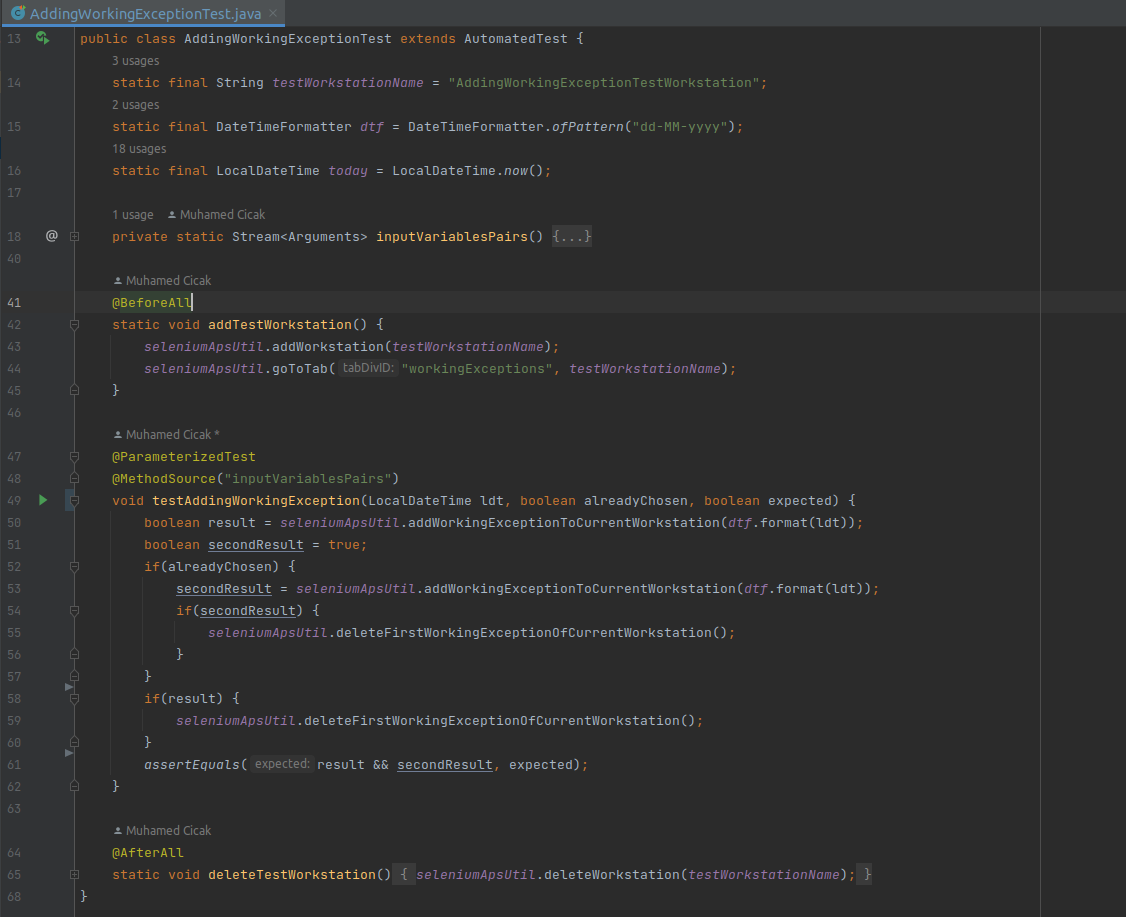 AddingWorkingExceptionTest.java ×
13 public class AddingWorkingExceptionTest extends AutomatedTest {
3 usages
14 static final String testWorkstationName = "AddingWorkingExceptionTestWorkstation";
2 usages
15 static final DateTimeFormatter dtf = DateTimeFormatter.ofPattern("dd-MM-yyyy");
18 usages
16 static final LocalDateTime today = LocalDateTime.now();
17
1 usage Muhamed Cicak
18 @ private static Stream<Arguments> inputVariablesPairs() {...}
40
Muhamed Cicak
41 @BeforeAll
42 static void addTestWorkstation() {
43 seleniumApsUtil.addWorkstation(testWorkstationName);
44 seleniumApsUtil.goToTab( tabDivID: "workingExceptions", testWorkstationName);
45 }
46
Muhamed Cicak *
47 @ParameterizedTest
48 @MethodSource("inputVariablesPairs")
49 void testAddingWorkingException(LocalDateTime ldt, boolean alreadyChosen, boolean expected) {
50 boolean result = seleniumApsUtil.addWorkingExceptionToCurrentWorkstation(dtf.format(ldt));
51 boolean secondResult = true;
52 if(alreadyChosen) {
53 secondResult = seleniumApsUtil.addWorkingExceptionToCurrentWorkstation(dtf.format(ldt));
54 if(secondResult) {
55 seleniumApsUtil.deleteFirstWorkingExceptionOfCurrentWorkstation();
56 }
57 }
58 if(result) {
59 seleniumApsUtil.deleteFirstWorkingExceptionOfCurrentWorkstation();
60 }
61 assertEquals( expected: result && secondResult, expected);
62 }
63
Muhamed Cicak
64 @AfterAll
65 static void deleteTestWorkstation() { seleniumApsUtil.deleteWorkstation(testWorkstationName); }
68 }